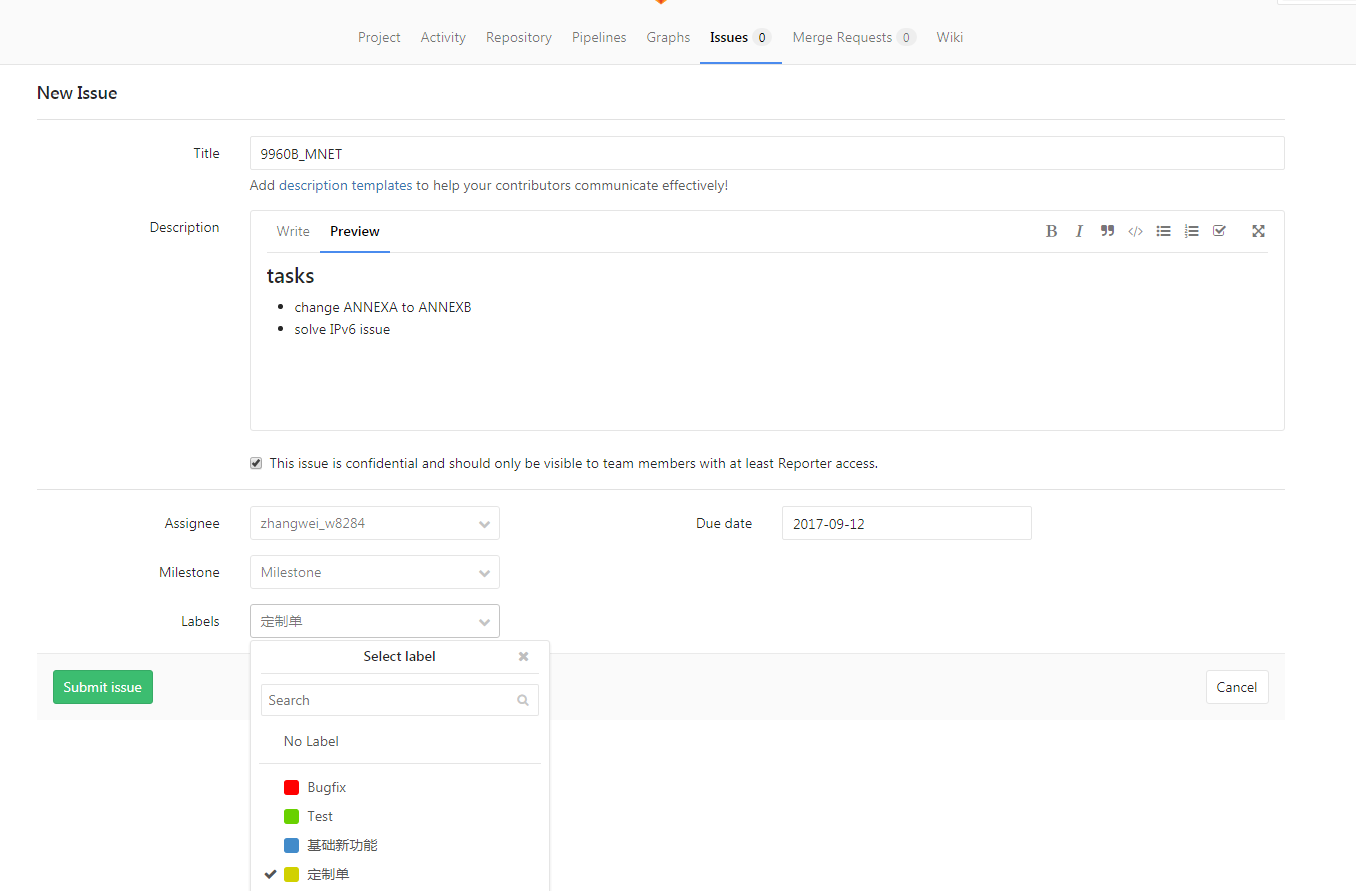 Project Activity Repository Pipelines Graphs Issues 0 Merge Requests 0 Wiki
New Issue
Title 9960B_MNET
Add description templates to help your contributors communicate effectively!
Description Write Preview
tasks
change ANNEXA to ANNEXB
solve IPv6 issue
This issue is confidential and should only be visible to team members with at least Reporter access.
Assignee zhangwei_w8284 Due date 2017-09-12
Milestone Milestone
Labels 定制单
Select label
Submit issue Cancel
Search
No Label
Bugfix
Test
基础新功能
定制单